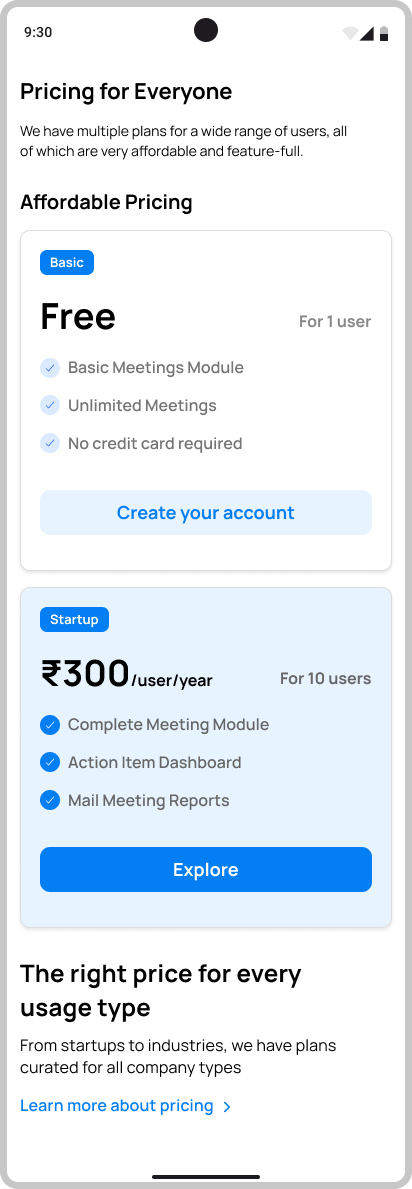 9:30
Pricing for Everyone
We have multiple plans for a wide range of users, all
of which are very affordable and feature-full.
Affordable Pricing
Basic
Free
For 1 user
Basic Meetings Module
Unlimited Meetings
No credit card required
Create your account
Startup
₹300/user/year
For 10 users
Complete Meeting Module
Action Item Dashboard
Mail Meeting Reports
Explore
The right price for every
usage type
From startups to industries, we have plans
curated for all company types
Learn more about pricing